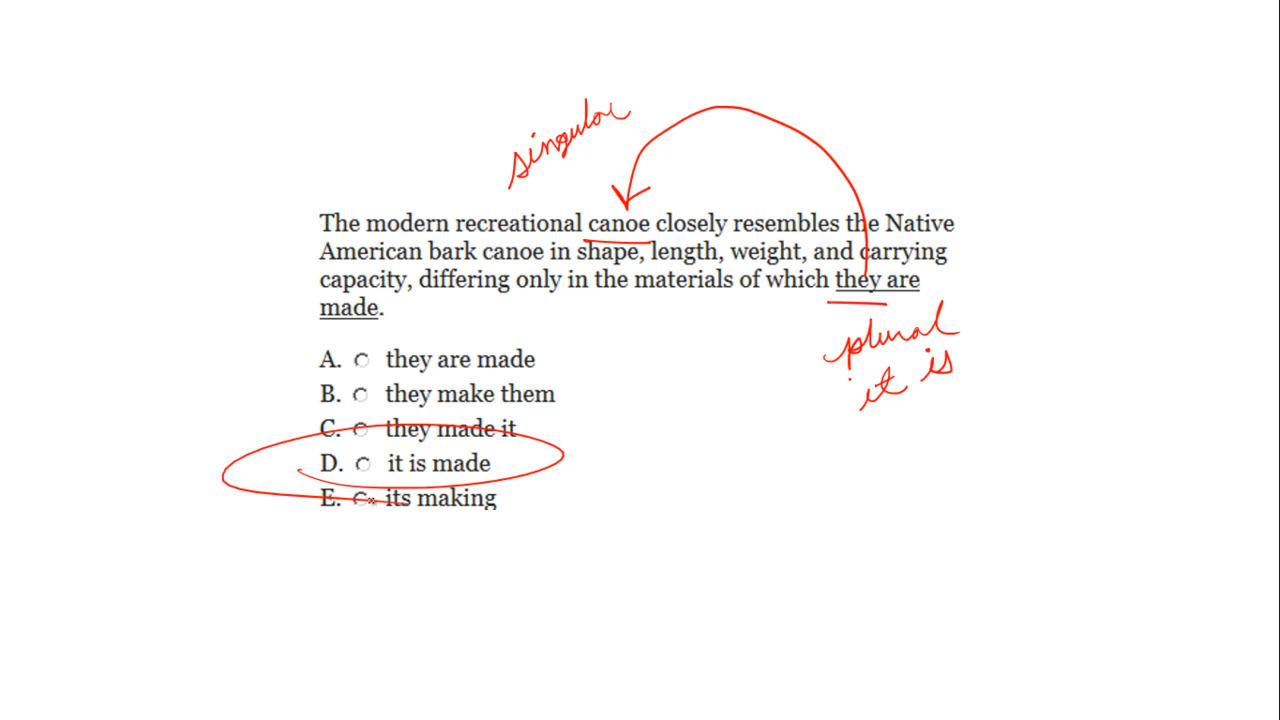 singular
The modern recreational canoe closely resembles the Native
American bark canoe in shape, length, weight, and carrying
capacity, differing only in the materials of which they are
made.
plural
it is
A. they are made
B. they make them
C. they made it
D. it is made
E. its making